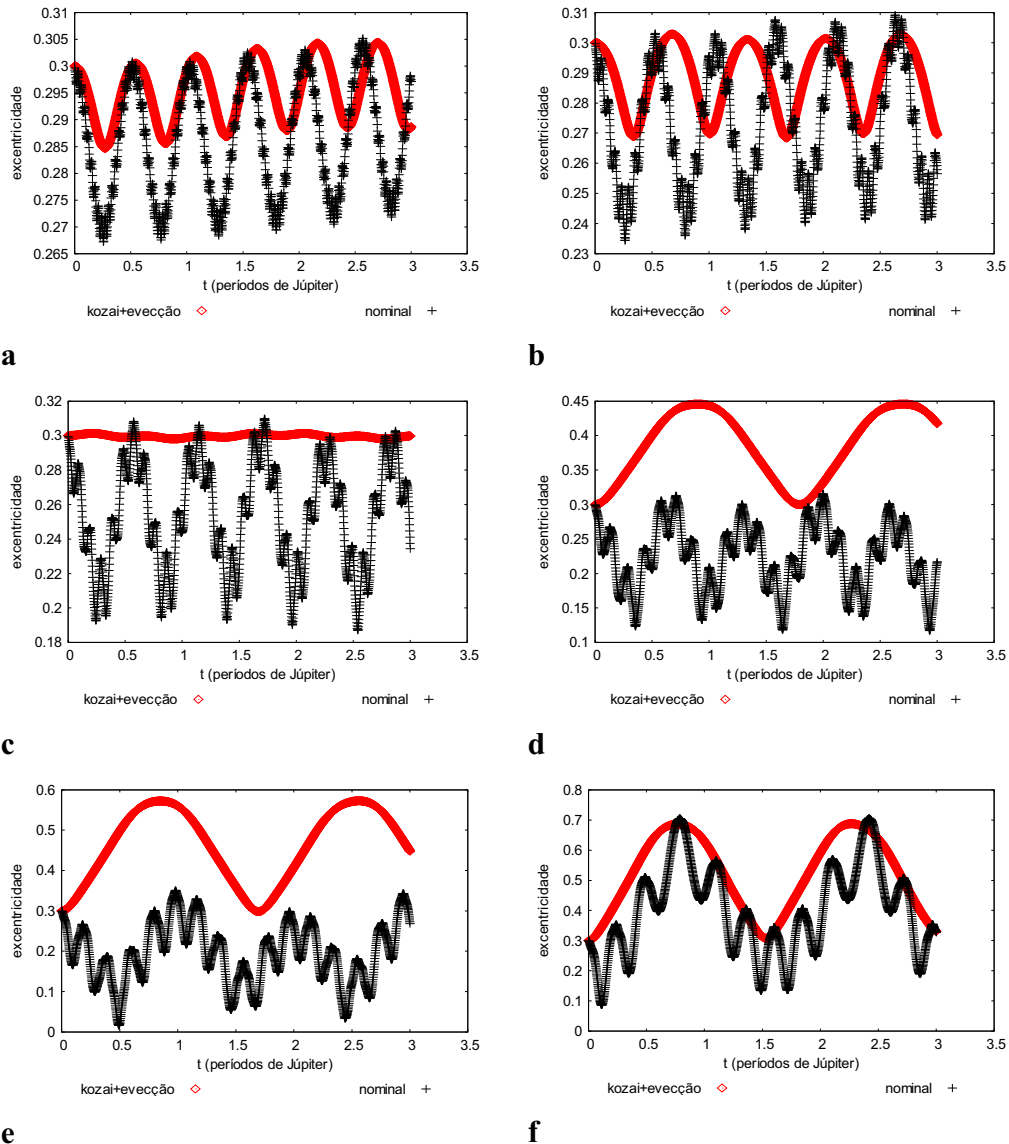 0.31
0.305
0.3
0.295
0.29
0.285
0.28
0.275
0.27
0.265
excentricidade
0 0.5 1 1.5 2 2.5 3 3.5
t (períodos de Júpiter)
kozai+evecção nominal
a
0.31
0.3
0.29
0.28
0.27
0.26
0.25
0.24
0.23
excentricidade
0 0.5 1 1.5 2 2.5 3 3.5
t (períodos de Júpiter)
kozai+evecção nominal
b
0.32
0.3
0.28
0.26
0.24
0.22
0.2
0.18
excentricidade
0 0.5 1 1.5 2 2.5 3 3.5
t (períodos de Júpiter)
kozai+evecção nominal
c
0.45
0.4
0.35
0.3
0.25
0.2
0.15
0.1
excentricidade
0 0.5 1 1.5 2 2.5 3 3.5
t (períodos de Júpiter)
kozai+evecção nominal
d
0.6
0.5
0.4
0.3
0.2
0.1
0
excentricidade
0 0.5 1 1.5 2 2.5 3 3.5
t (períodos de Júpiter)
kozai+evecção nominal
e
0.8
0.7
0.6
0.5
0.4
0.3
0.2
0.1
0
excentricidade
0 0.5 1 1.5 2 2.5 3 3.5
t (períodos de Júpiter)
kozai+evecção nominal
f